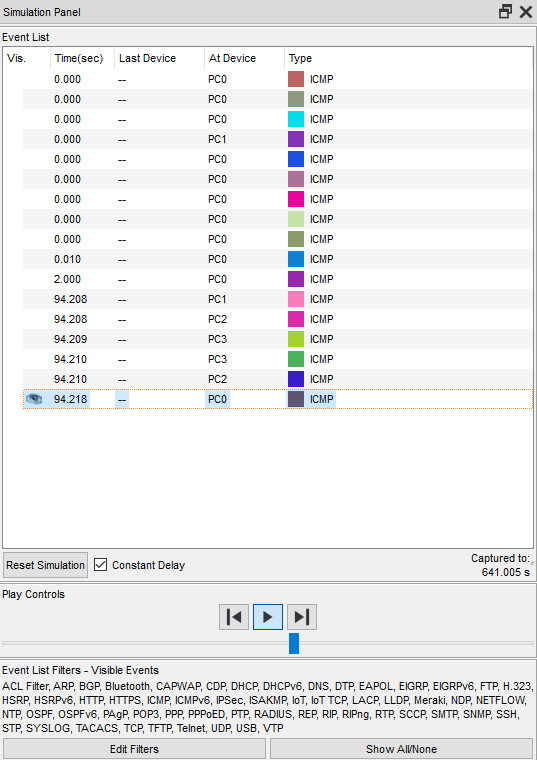 Simulation Panel
Event List
Vis. Time(sec) Last Device At Device Type
0.000 -- PC0 ICMP
0.000 -- PC0 ICMP
0.000 -- PC0 ICMP
0.000 -- PC1 ICMP
0.000 -- PC0 ICMP
0.000 -- PC0 ICMP
0.000 -- PC0 ICMP
0.000 -- PC0 ICMP
0.000 -- PC0 ICMP
0.010 -- PC0 ICMP
2.000 -- PC0 ICMP
94.208 -- PC1 ICMP
94.208 -- PC2 ICMP
94.209 -- PC3 ICMP
94.210 -- PC3 ICMP
94.210 -- PC2 ICMP
94.218 -- PC0 ICMP
Reset Simulation Constant Delay Captured to:*
641.005 s
Play Controls
Event List Filters - Visible Events
ACL Filter, ARP, BGP, Bluetooth, CAPWAP, CDP, DHCP, DHCPv6, DNS, DTP, EAPOL, EIGRP, EIGRPv6, FTP, H.323,
HSRP, HSRPv6, HTTP, HTTPS, ICMP, ICMPv6, IPSec, ISAKMP, IoT, IoT TCP, LACP, LLDP, Meraki, NDP, NETFLOW,
NTP, OSPF, OSPFv6, PAgP, POP3, PPP, PPPoED, PTP, RADIUS, REP, RIP, RIPng, RTP, SCCP, SMTP, SNMP, SSH,
STP, SYSLOG, TACACS, TCP, TFTP, Telnet, UDP, USB, VTP
Edit Filters Show All/None